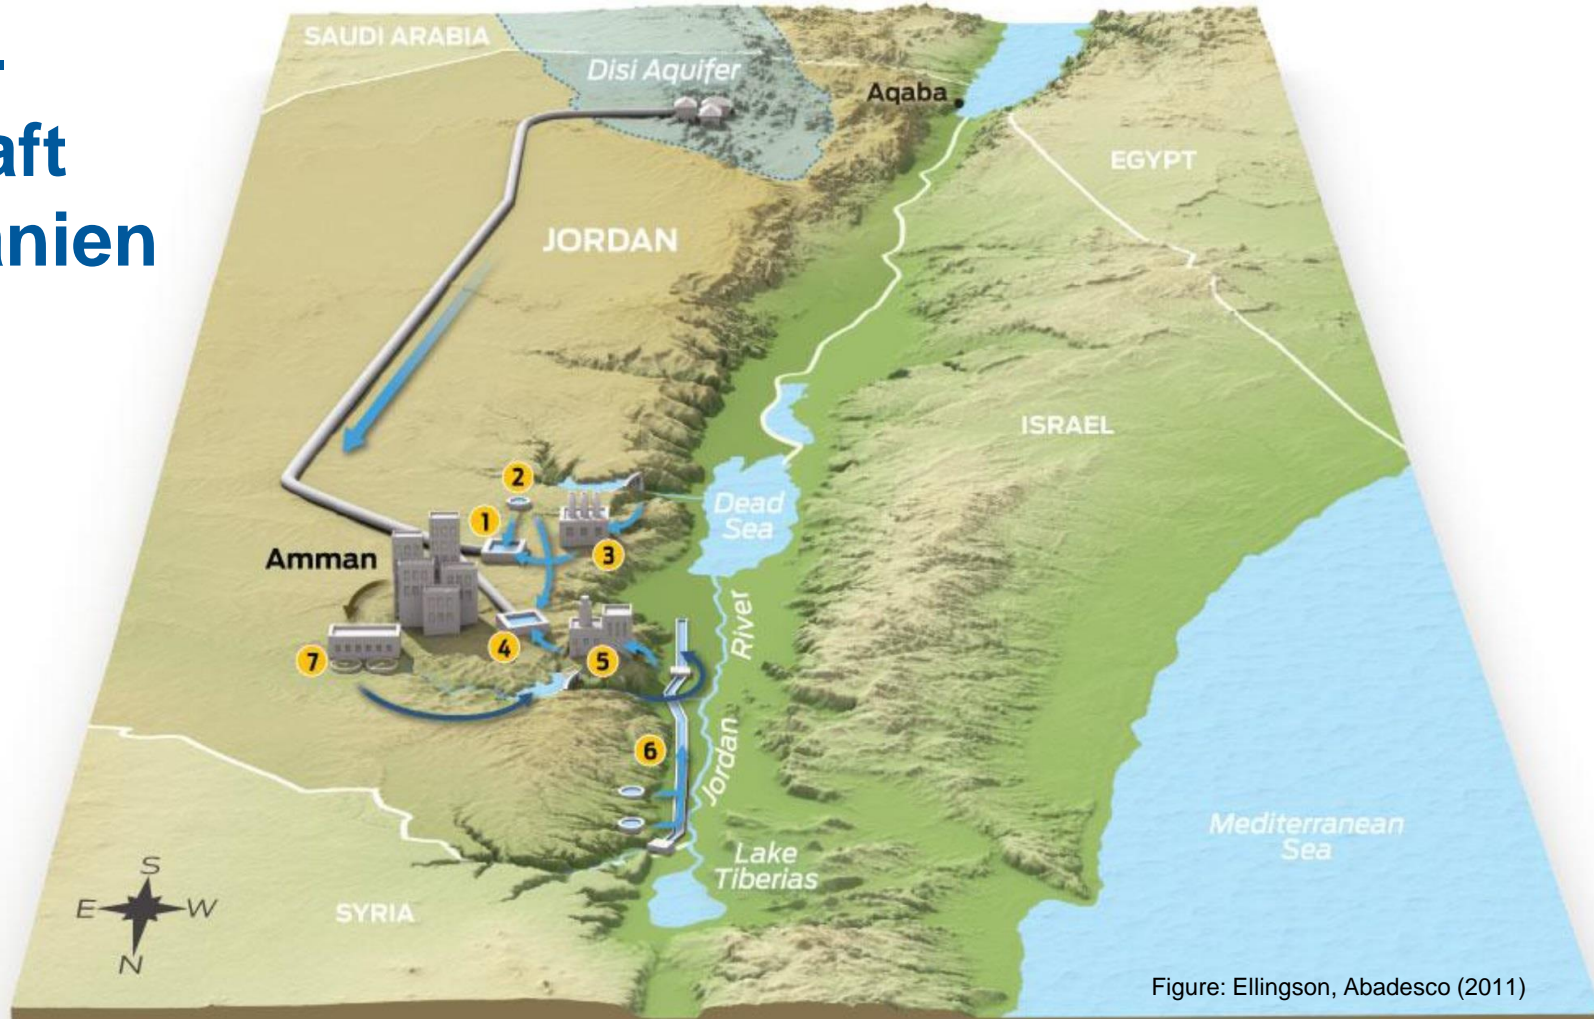 aft
anien
SAUDI ARABIA
Disi Aquifer
Aqaba
EGYPT
JORDAN
ISRAEL
2
1
Dead
Sea
3
Amman
4
5
7
River
Jordan
6
Mediterranean
Sea
Lake
Tiberias
S
E W
N
SYRIA
Figure: Ellingson, Abadesco (2011)